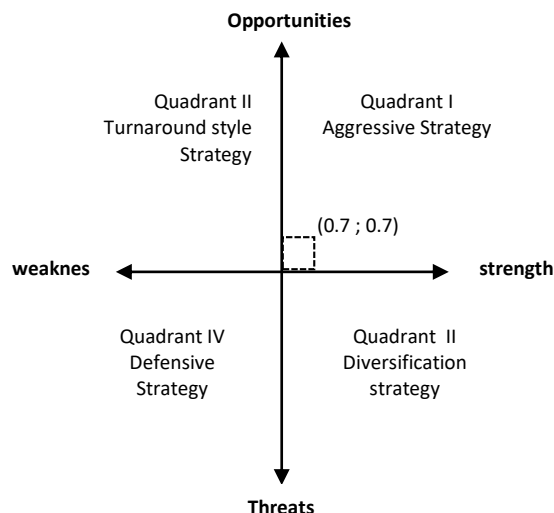 Opportunities
Quadrant II
Turnaround style
Strategy
Quadrant I
Aggressive Strategy
(0.7 ; 0.7)
weaknes
strength
Quadrant IV
Defensive
Strategy
Quadrant  II
Diversification
strategy
Threats